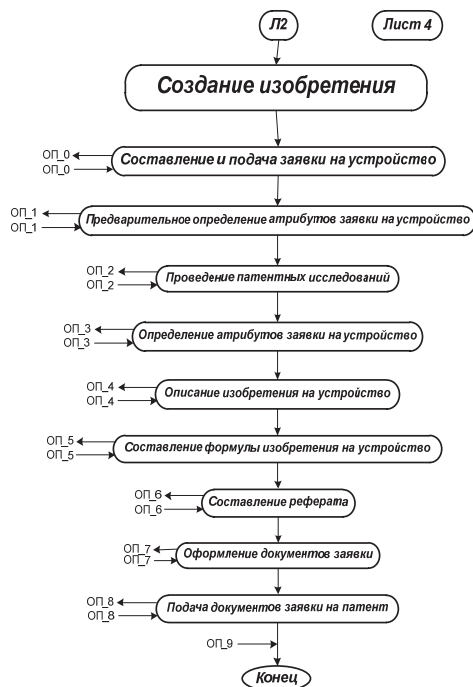 Л2
Лист 4
Создание изобретения
ОП_0
ОП_0
Составление и подача заявки на устройство
ОП_1
ОП_1
Предварительное определение атрибутов заявки на устройство
ОП_2
ОП_2
Проведение патентных исследований
ОП_3
ОП_3
Определение атрибутов заявки на устройство
ОП_4
ОП_4
Описание изобретения на устройство
ОП_5
ОП_5
Составление формулы изобретения на устройство
ОП_6
ОП_6
Составление реферата
ОП_7
ОП_7
Оформление документов заявки
ОП_8
ОП_8
Подача документов заявки на патент
ОП_9
Конец